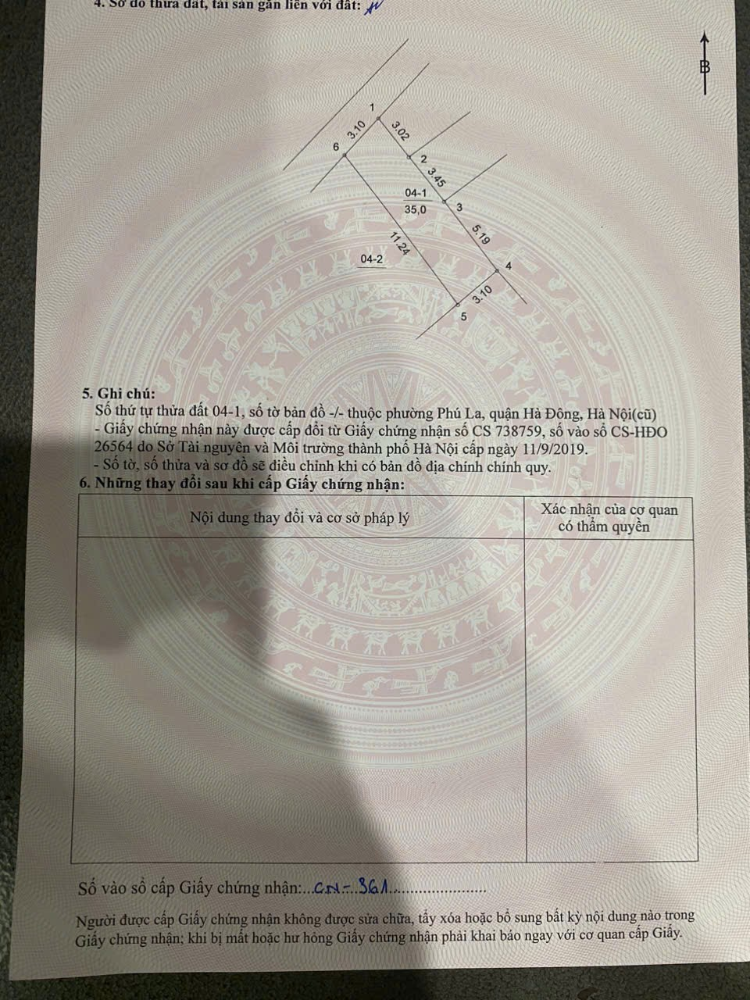 4. Sơ đồ thửa đất, tài sản gắn liền với đất:
B
1
3.10
3.02
6
2
3.45
04-1
35,0
3
5.19
11.24
04-2
4
3.10
5
5. Ghi chú:
Số thứ tự thửa đất 04-1, số tờ bản đồ -/- thuộc phường Phú La, quận Hà Đông, Hà Nội(cũ)
- Giấy chứng nhận này được cấp đổi từ Giấy chứng nhận số CS 738759, số vào sổ CS-HĐO
26564 do Sở Tài nguyên và Môi trường thành phố Hà Nội cấp ngày 11/9/2019.
- Số tờ, số thửa và sơ đồ sẽ điều chỉnh khi có bản đồ địa chính chính quy.
6. Những thay đổi sau khi cấp Giấy chứng nhận:
Nội dung thay đổi và cơ sở pháp lý
Xác nhận của cơ quan
có thẩm quyền
Số vào sổ cấp Giấy chứng nhận:...CN-361......................
Người được cấp Giấy chứng nhận không được sửa chữa, tẩy xóa hoặc bổ sung bất kỳ nội dung nào trong
Giấy chứng nhận; khi bị mất hoặc hư hỏng Giấy chứng nhận phải khai báo ngay với cơ quan cấp Giấy.